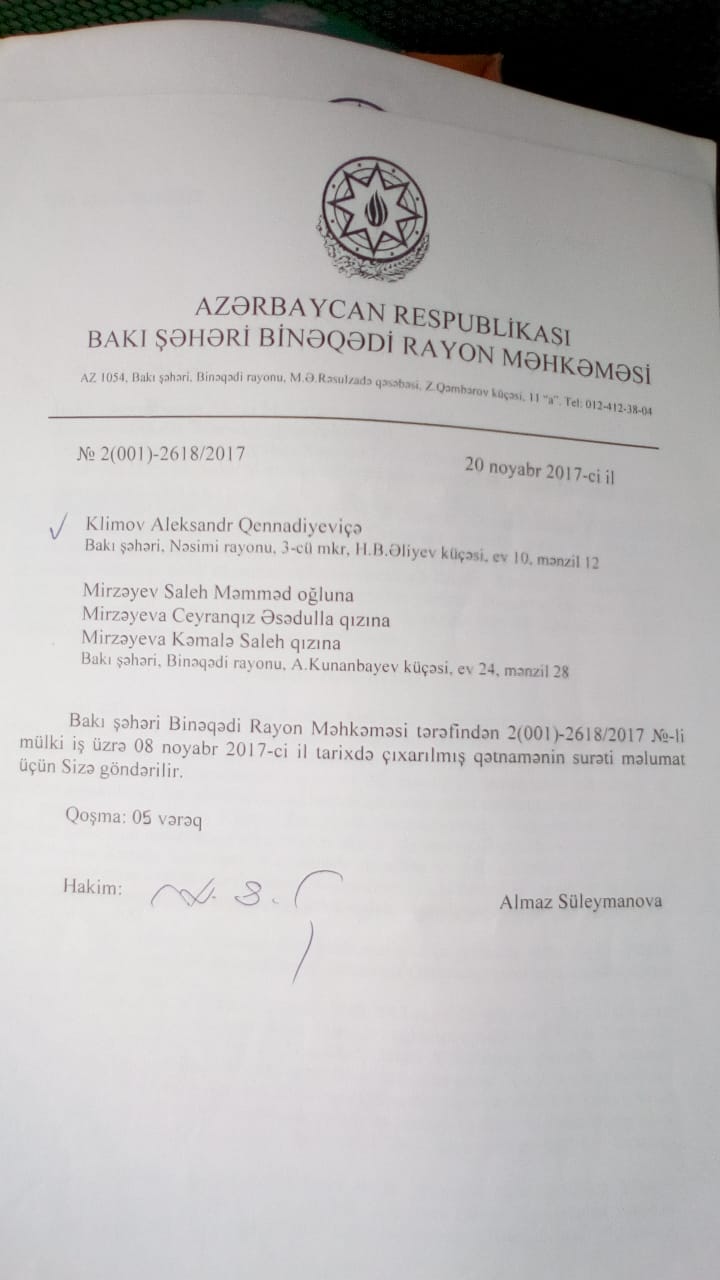 AZƏRBAYCAN RESPUBLİKASI
BAKI ŞƏHƏRİ BİNƏQƏDİ RAYON MƏHKƏMƏSİ
AZ 1054, Bakı şəhəri, Binəqədi rayonu, M.Ə.Rəsulzadə qəsəbəsi, Z.Qəmbərov küçəsi, 11 "a". Tel: 012-412-38-04
№ 2(001)-2618/2017
20 noyabr 2017-ci il
Klimov Aleksandr Qennadiyeviçə
Bakı şəhəri, Nəsimi rayonu, 3-cü mkr, H.B.Əliyev küçəsi, ev 10, mənzil 12
Mirzəyev Saleh Məmməd oğluna
Mirzəyeva Ceyranqız Əsədulla qızına
Mirzəyeva Kəmalə Saleh qızına
Bakı şəhəri, Binəqədi rayonu, A.Kunanbayev küçəsi, ev 24, mənzil 28
Bakı şəhəri Binəqədi Rayon Məhkəməsi tərəfindən 2(001)-2618/2017 №-li
mülki iş üzrə 08 noyabr 2017-ci il tarixdə çıxarılmış qətnamənin surəti məlumat
üçün Sizə göndərilir.
Qoşma: 05 vərəq
Hakim:
Almaz Süleymanova